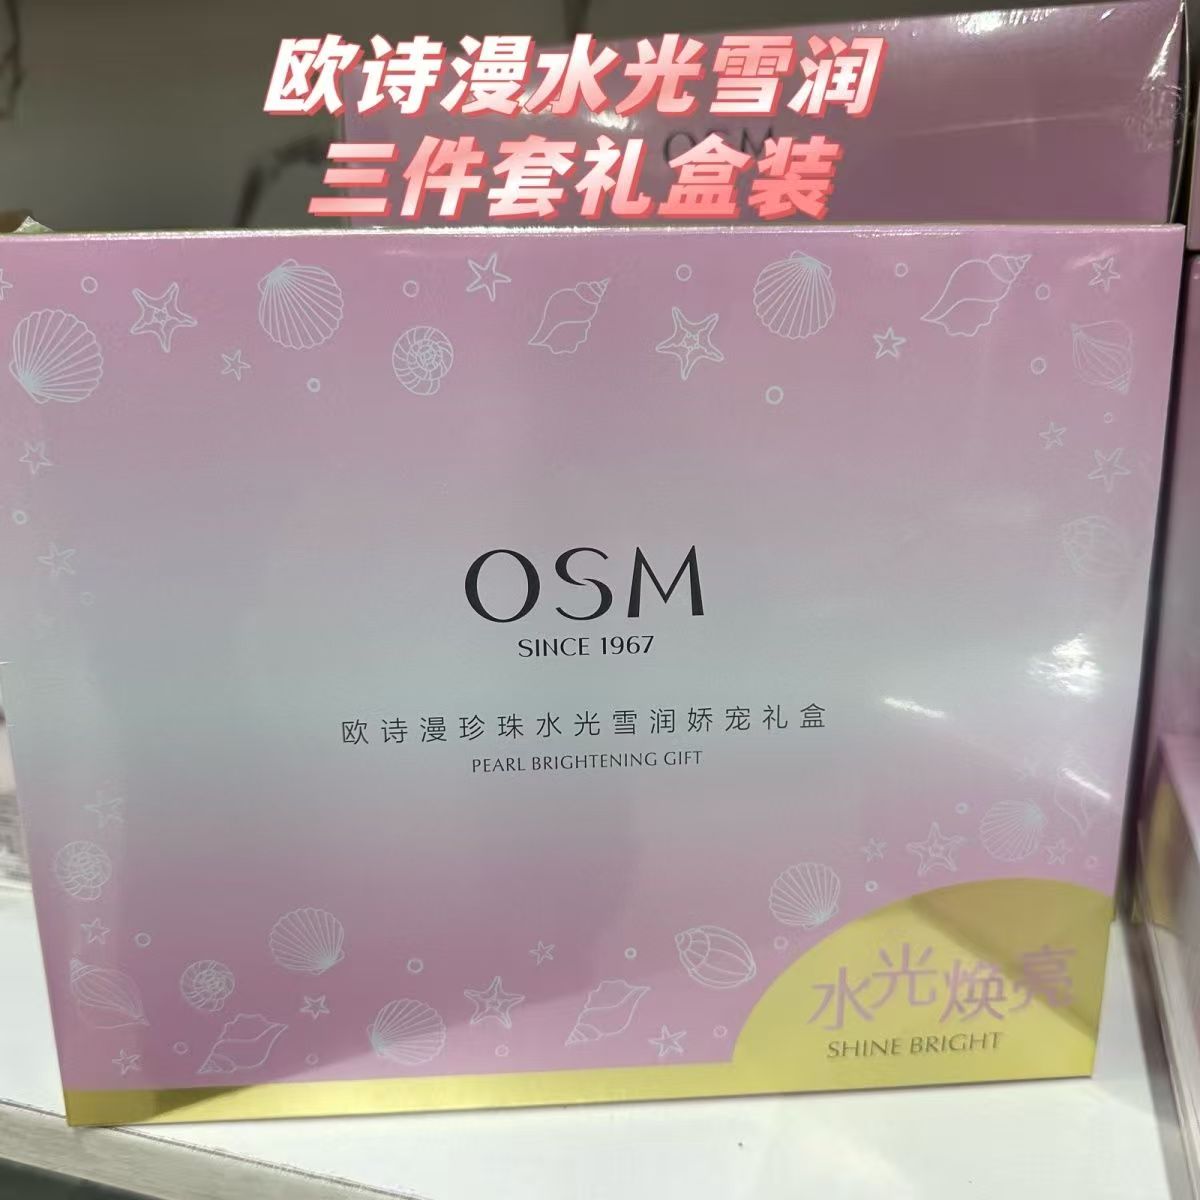 欧诗漫水光雪润
三件套礼盒装
OSM
OSM
SINCE 1967
欧诗漫珍珠水光雪润娇宠礼盒
PEARL BRIGHTENING GIFT
水光焕亮
SHINE BRIGHT